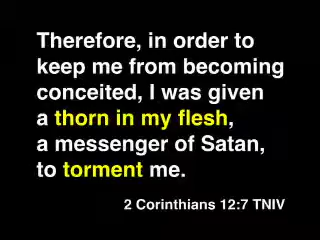 Therefore, in order to
keep me from becoming
conceited, I was given
a thorn in my flesh,
a messenger of Satan,
to torment me.
2 Corinthians 12:7 TNIV